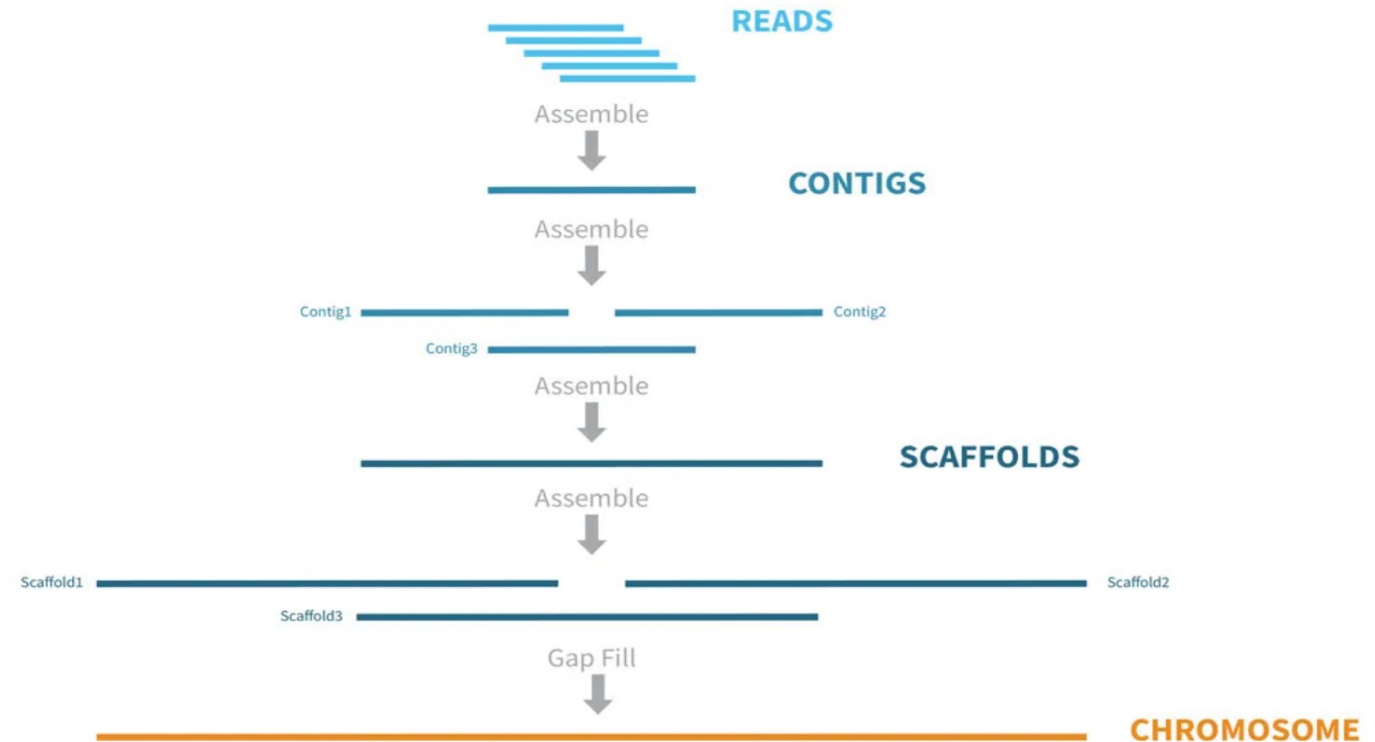 READS
Assemble
CONTIGS
Assemble
Contig1
Contig2
Contig3
Assemble
SCAFFOLDS
Assemble
Scaffold1
Scaffold2
Scaffold3
Gap Fill
CHROMOSOME